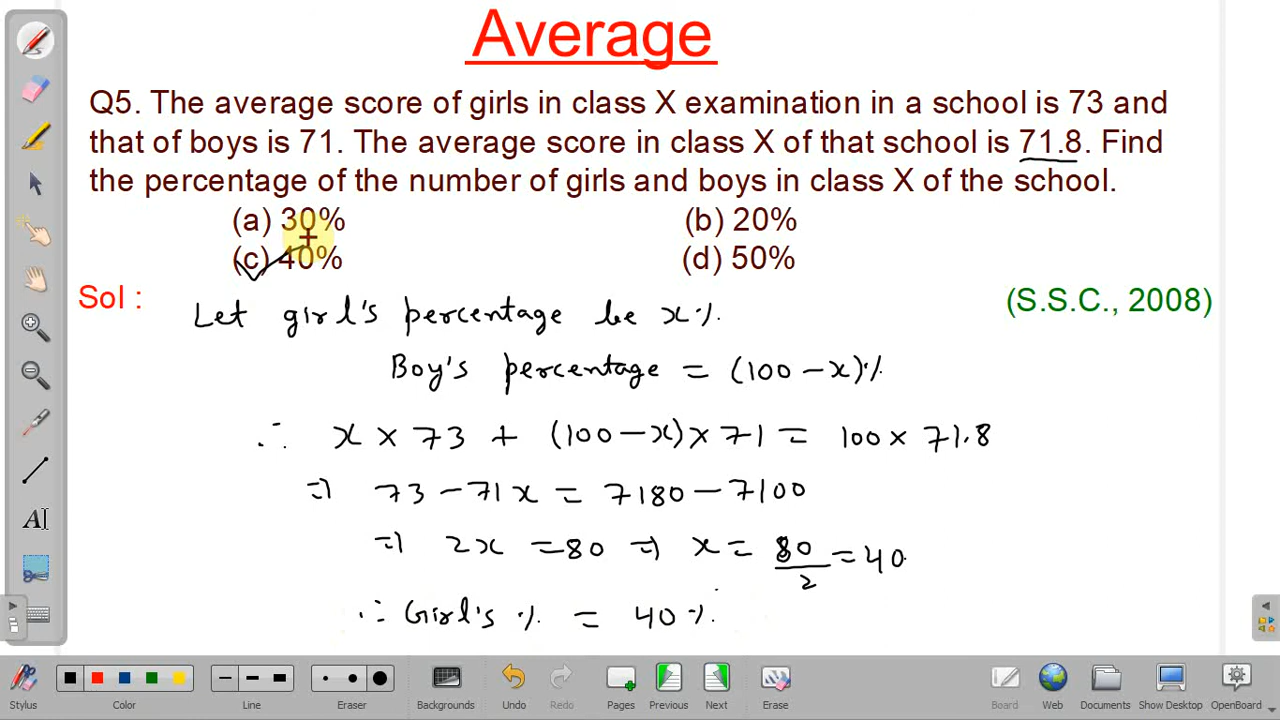 Average
Q5. The average score of girls in class X examination in a school is 73 and
that of boys is 71. The average score in class X of that school is 71.8. Find
the percentage of the number of girls and boys in class X of the school.
(a) 30% (b) 20%
(c) 40% (d) 50%
Sol : (S.S.C., 2008)
Let girl's percentage be x%.
Boy's percentage = (100 - x)%
∴ x × 73 + (100 - x) × 71 = 100 × 71.8
⇒ 73 - 71x = 7180 - 7100
⇒ 2x = 80 ⇒ x = 80/2 = 40
∴ Girl's % = 40%
Stylus Color Line Eraser Backgrounds Undo Redo Pages Previous Next Erase Board Web Documents Show Desktop OpenBoard